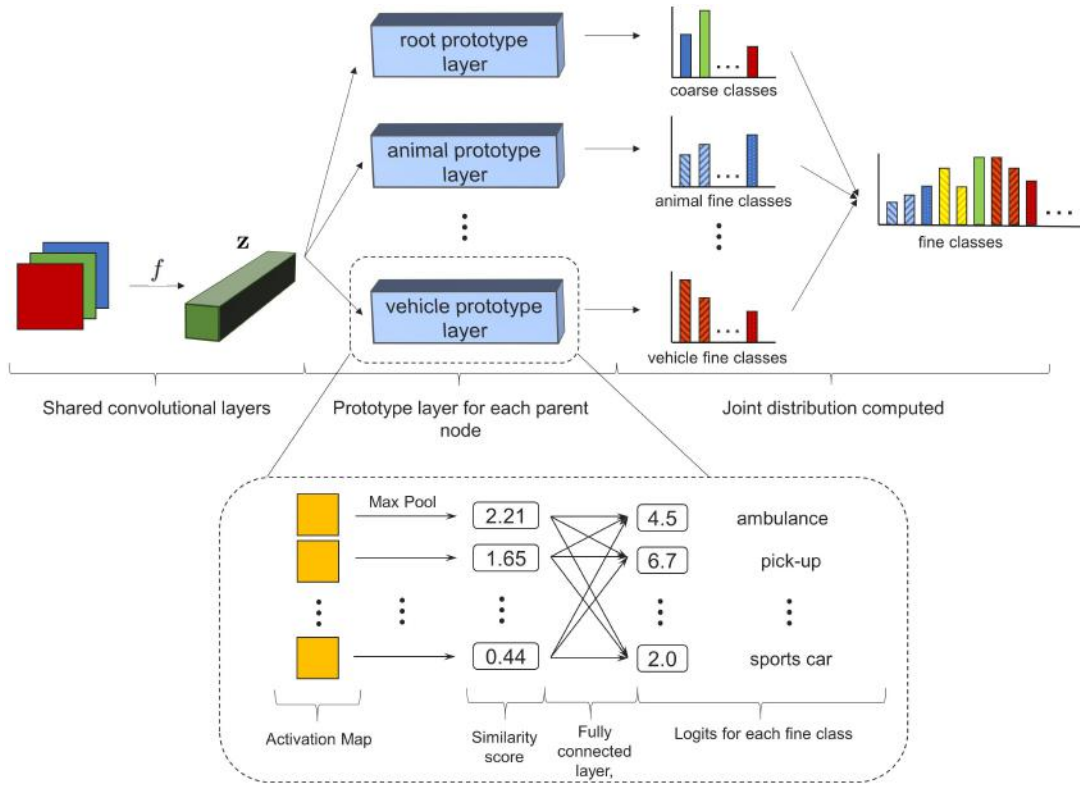 root prototype
layer
coarse classes
animal prototype
layer
animal fine classes
fine classes
z
f
vehicle prototype
layer
vehicle fine classes
Shared convolutional layers
Prototype layer for each parent
node
Joint distribution computed
Max Pool
2.21
4.5
ambulance
1.65
6.7
pick-up
0.44
2.0
sports car
Activation Map
Similarity
score
Fully
connected
layer,
Logits for each fine class